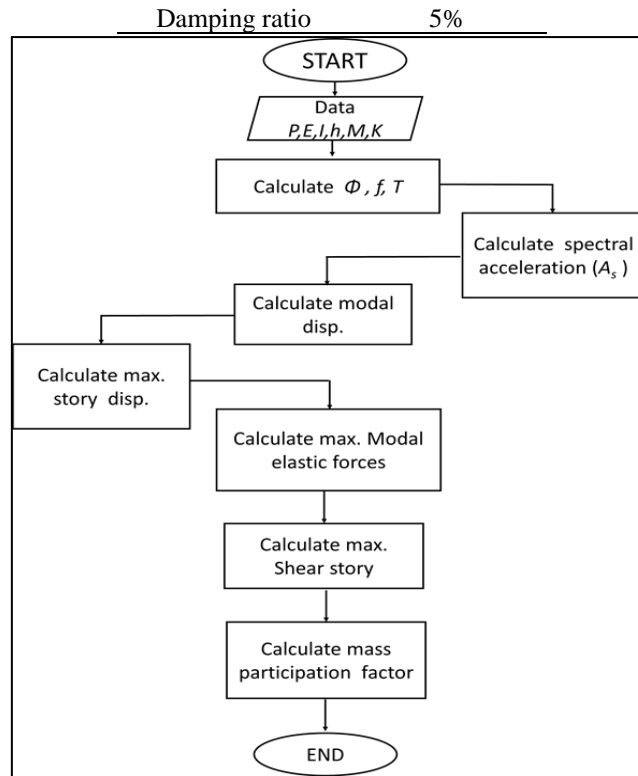 Damping ratio 5%
START
Data
P,E,I,h,M,K
Calculate Φ , f, T
Calculate spectral
acceleration (As )
Calculate modal
disp.
Calculate max.
story disp.
Calculate max. Modal
elastic forces
Calculate max.
Shear story
Calculate mass
participation factor
END